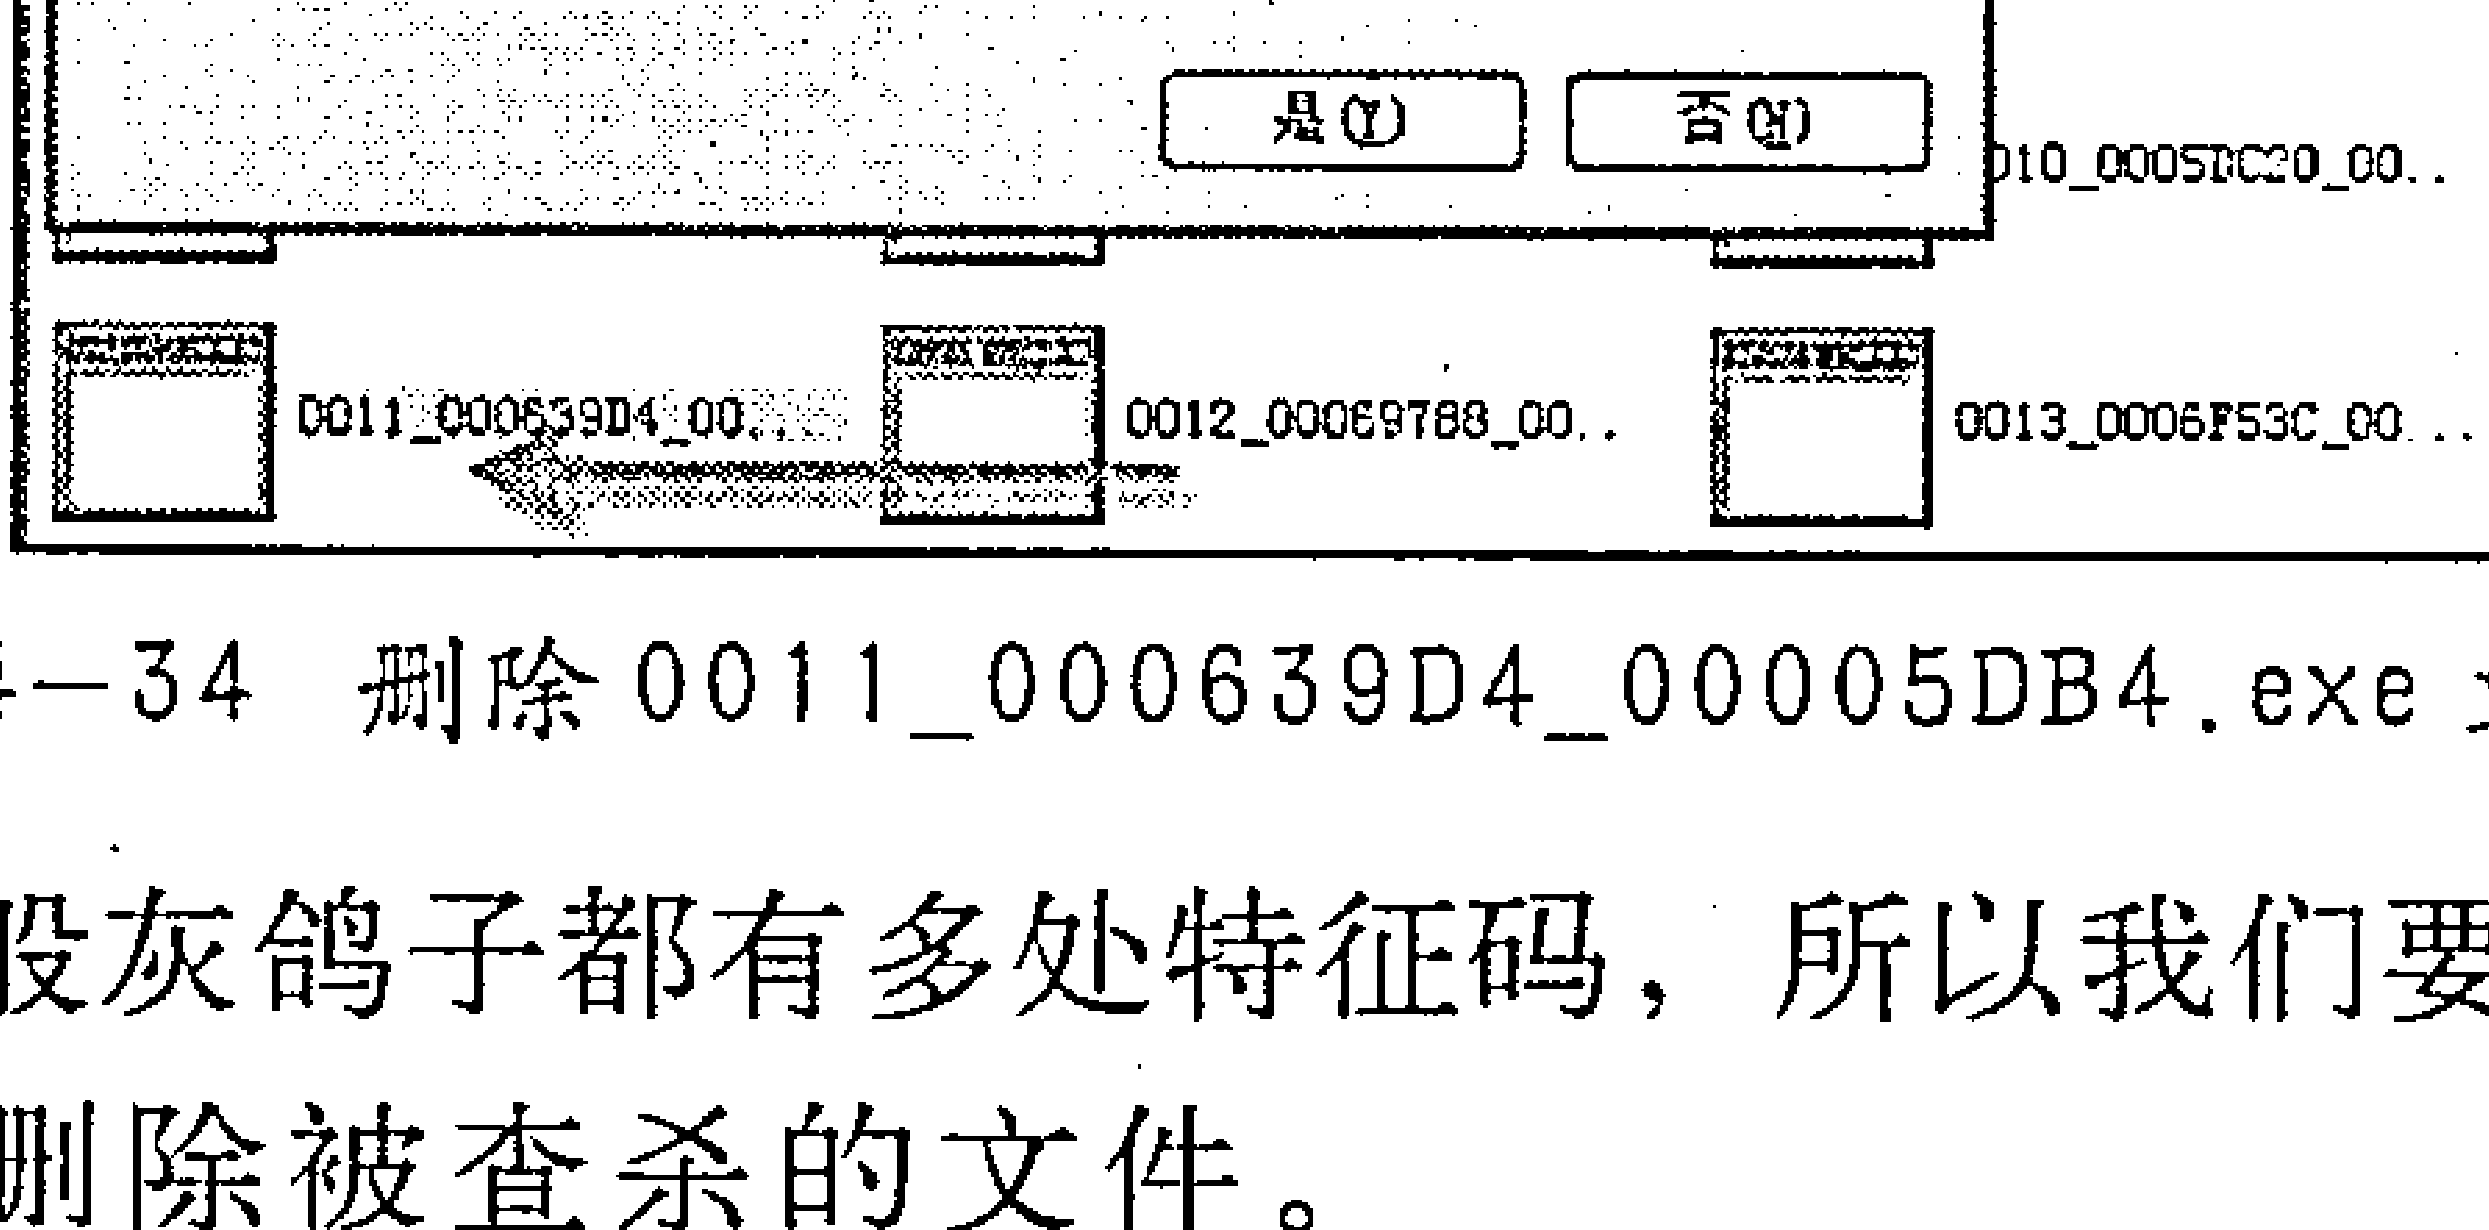 是(Y) 否(N)
010_0005DC20_00..
0011_000639D4_00.. 0012_00069788_00.. 0013_0006F53C_00...
-34 删除0011_000639D4_00005DB4.exe
般灰鸽子都有多处特征码，所以我们要
删除被查杀的文件。